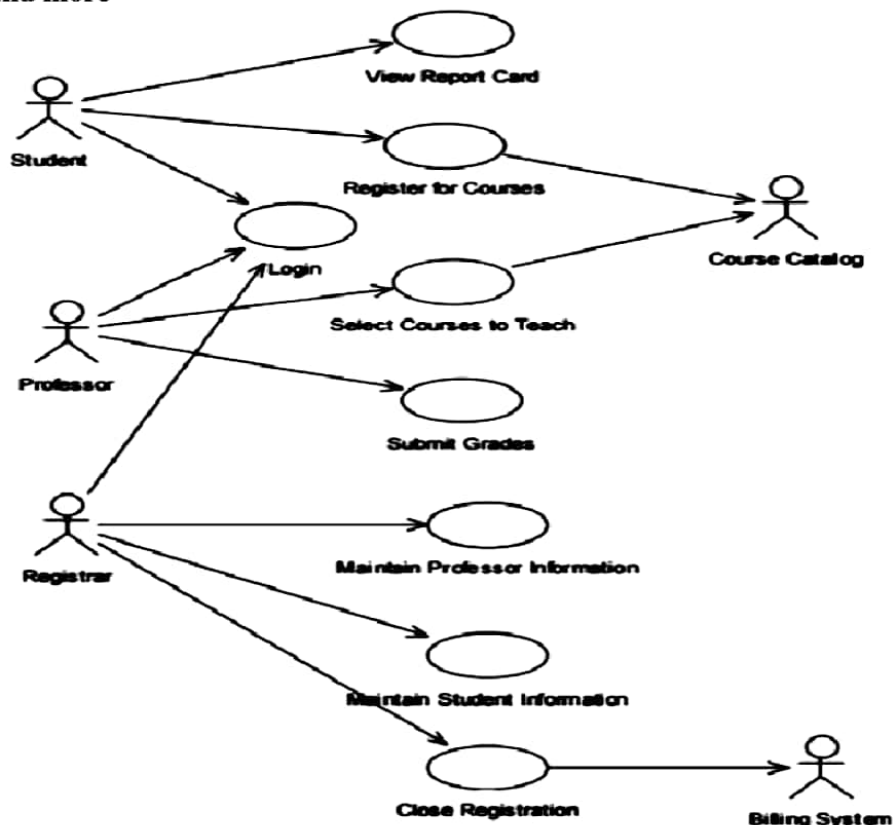 View Report Card
Student
Register for Courses
Login
Course Catalog
Select Courses to Teach
Professor
Submit Grades
Maintain Professor Information
Registrar
Maintain Student Information
Close Registration
Billing System